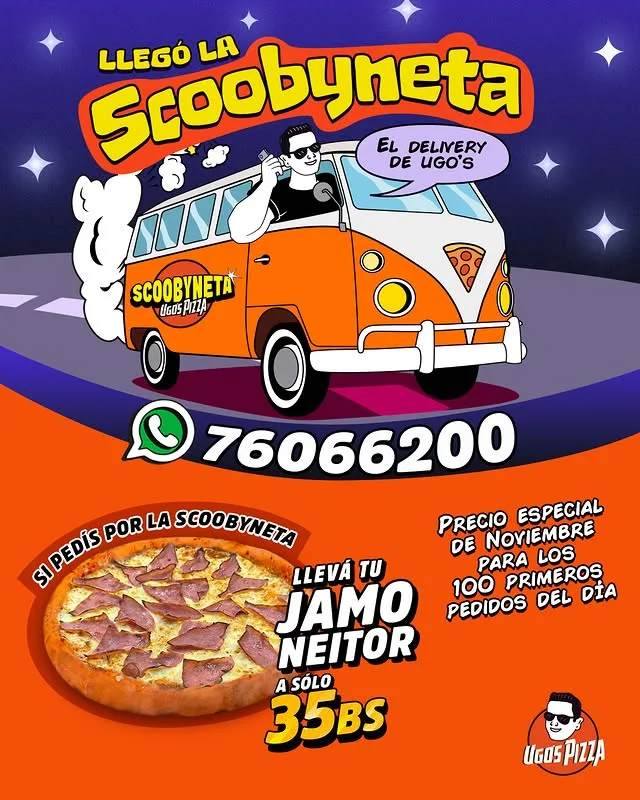 LLEGÓ LA
Scoobyneta
EL DELIVERY
DE UGO'S
SCOOBYNETA
UGOS PIZZA
76066200
SI PEDÍS POR LA SCOOBYNETA
LLEVÁ TU
JAMO
NEITOR
A SÓLO
35BS
PRECIO ESPECIAL
DE NOVIEMBRE
PARA LOS
100 PRIMEROS
PEDIDOS DEL DÍA
UGOS PIZZA